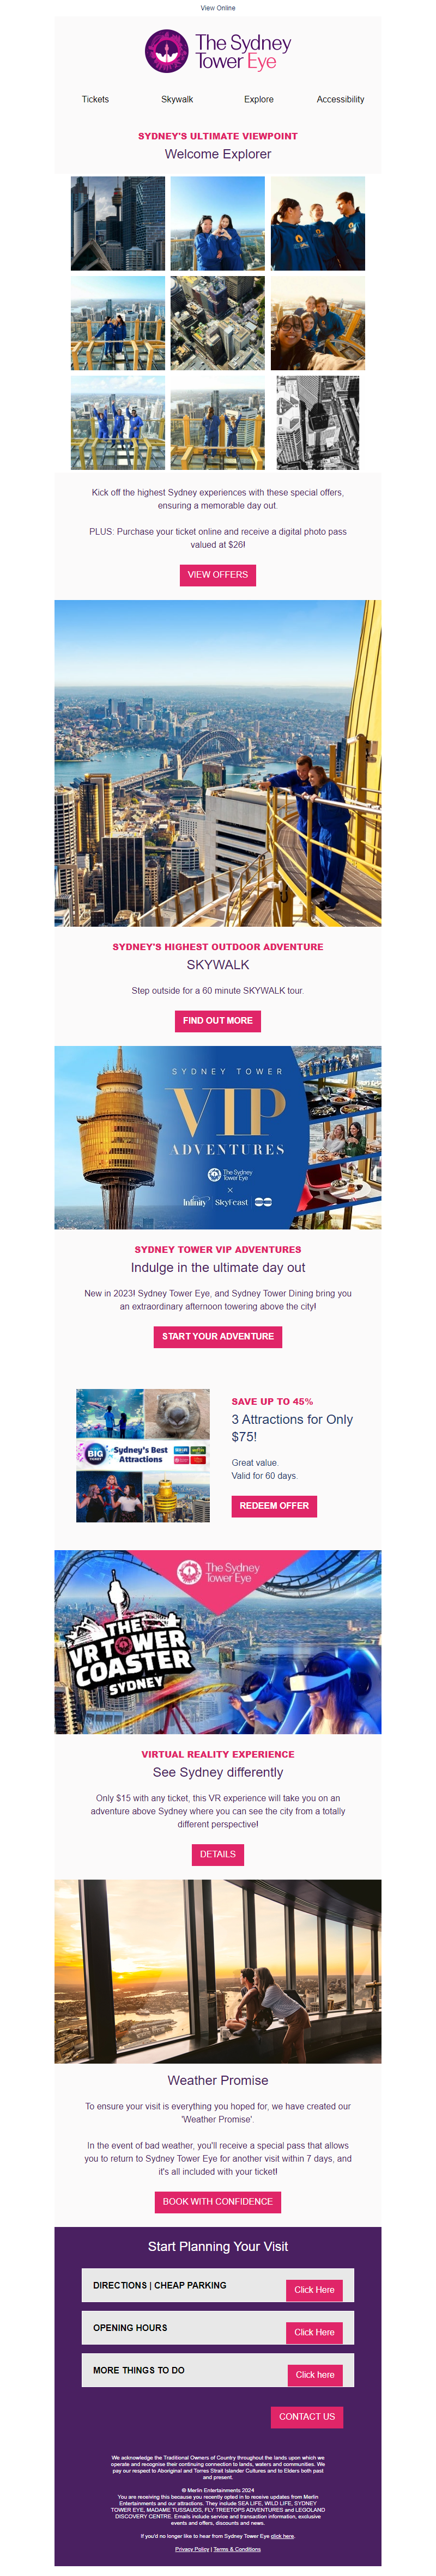 View Online
The Sydney
Tower Eye
Tickets
Skywalk
Explore
Accessibility
SYDNEY'S ULTIMATE VIEWPOINT
Welcome Explorer
Kick off the highest Sydney experiences with these special offers,
ensuring a memorable day out.
PLUS: Purchase your ticket online and receive a digital photo pass
valued at $26!
VIEW OFFERS
SYDNEY'S HIGHEST OUTDOOR ADVENTURE
SKYWALK
Step outside for a 60 minute SKYWALK tour.
FIND OUT MORE
SYDNEY TOWER
VIP
ADVENTURES
The Sydney
Tower Eye
×
Infinity
SkyFeast
SYDNEY TOWER VIP ADVENTURES
Indulge in the ultimate day out
New in 2023! Sydney Tower Eye, and Sydney Tower Dining bring you
an extraordinary afternoon towering above the city!
START YOUR ADVENTURE
BIG
TICKET
Sydney's Best
Attractions
SAVE UP TO 45%
3 Attractions for Only
$75!
Great value.
Valid for 60 days.
REDEEM OFFER
The Sydney
Tower Eye
THE
VR TOWER
COASTER
SYDNEY
VIRTUAL REALITY EXPERIENCE
See Sydney differently
Only $15 with any ticket, this VR experience will take you on an
adventure above Sydney where you can see the city from a totally
different perspective!
DETAILS
Weather Promise
To ensure your visit is everything you hoped for, we have created our
'Weather Promise'.
In the event of bad weather, you'll receive a special pass that allows
you to return to Sydney Tower Eye for another visit within 7 days, and
it's all included with your ticket!
BOOK WITH CONFIDENCE
Start Planning Your Visit
DIRECTIONS | CHEAP PARKING
Click Here
OPENING HOURS
Click Here
MORE THINGS TO DO
Click here
CONTACT US
We acknowledge the Traditional Owners of Country throughout the lands upon which we
operate and recognise their continuing connection to lands, waters and communities. We
pay our respect to Aboriginal and Torres Strait Islander Cultures and to Elders both past
and present.
© Merlin Entertainments 2024
You are receiving this because you recently opted in to receive updates from Merlin
Entertainments and our attractions. They include SEA LIFE, WILD LIFE, SYDNEY
TOWER EYE, MADAME TUSSAUDS, FLY TREETOPS ADVENTURES and LEGOLAND
DISCOVERY CENTRE. Emails include service and transaction information, exclusive
events and offers, discounts and news.
If you'd no longer like to hear from Sydney Tower Eye click here.
Privacy Policy | Terms & Conditions